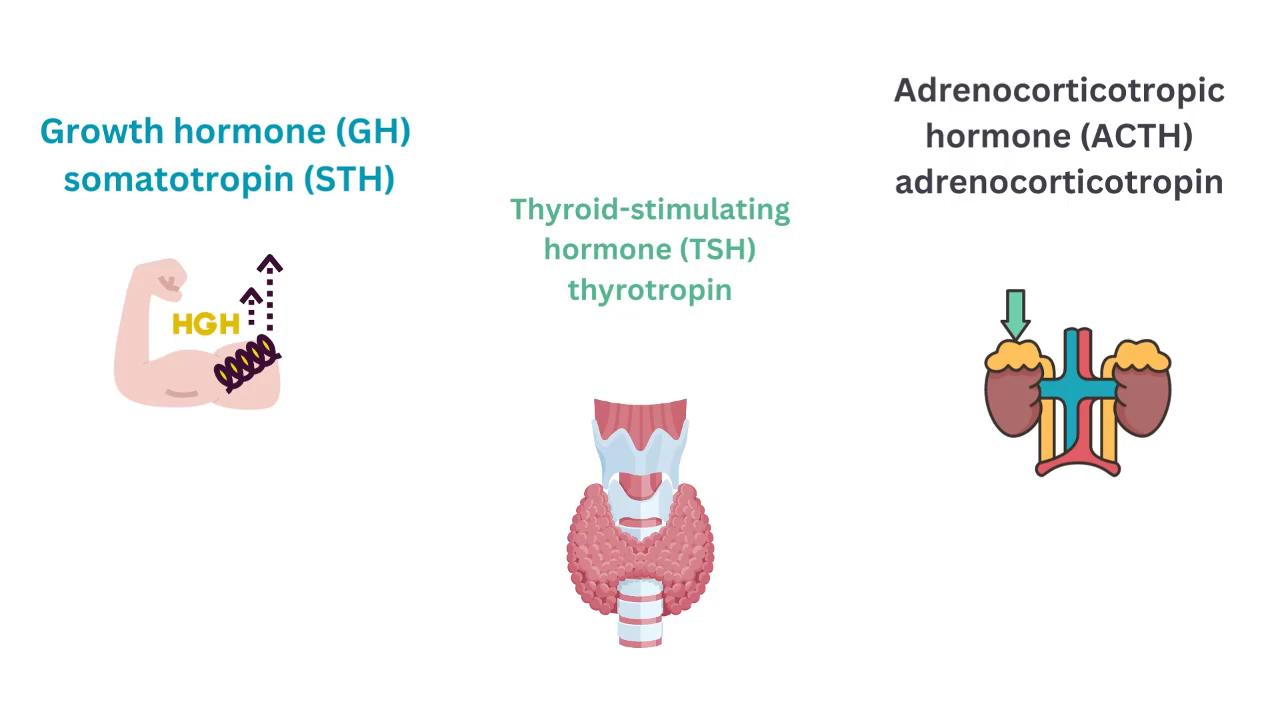 Growth hormone (GH)
somatotropin (STH)
HGH
Thyroid-stimulating
hormone (TSH)
thyrotropin
Adrenocorticotropic
hormone (ACTH)
adrenocorticotropin